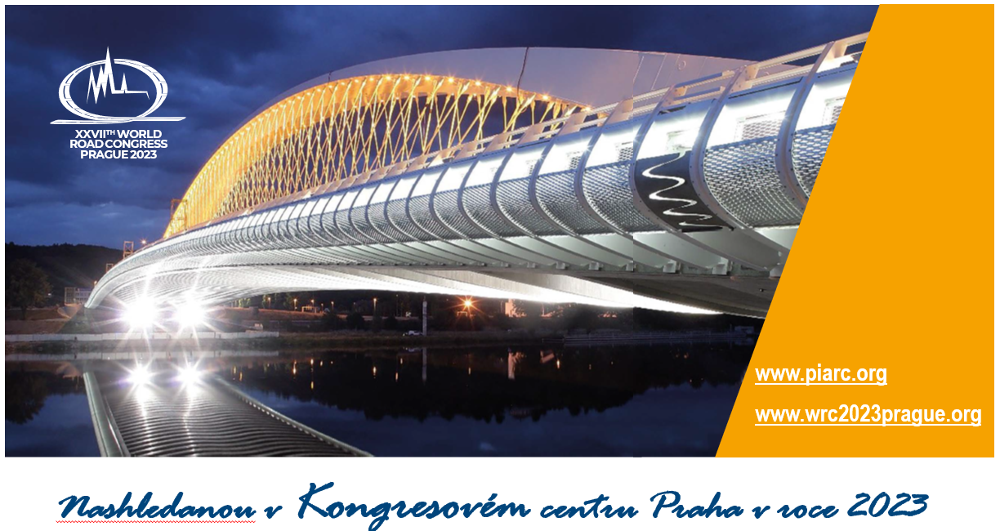 XXVIITH WORLD
ROAD CONGRESS
PRAGUE 2023
www.piarc.org
www.wrc2023prague.org
Nashledanou v Kongresovém centru Praha v roce 2023